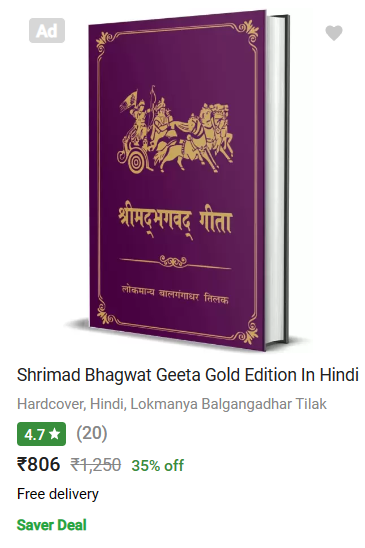 Ad
श्रीमद्भगवद् गीता
लोकमान्य बालगंगाधर तिलक
Shrimad Bhagwat Geeta Gold Edition In Hindi
Hardcover, Hindi, Lokmanya Balgangadhar Tilak
4.7★ (20)
₹806 ₹1,250 35% off
Free delivery
Saver Deal